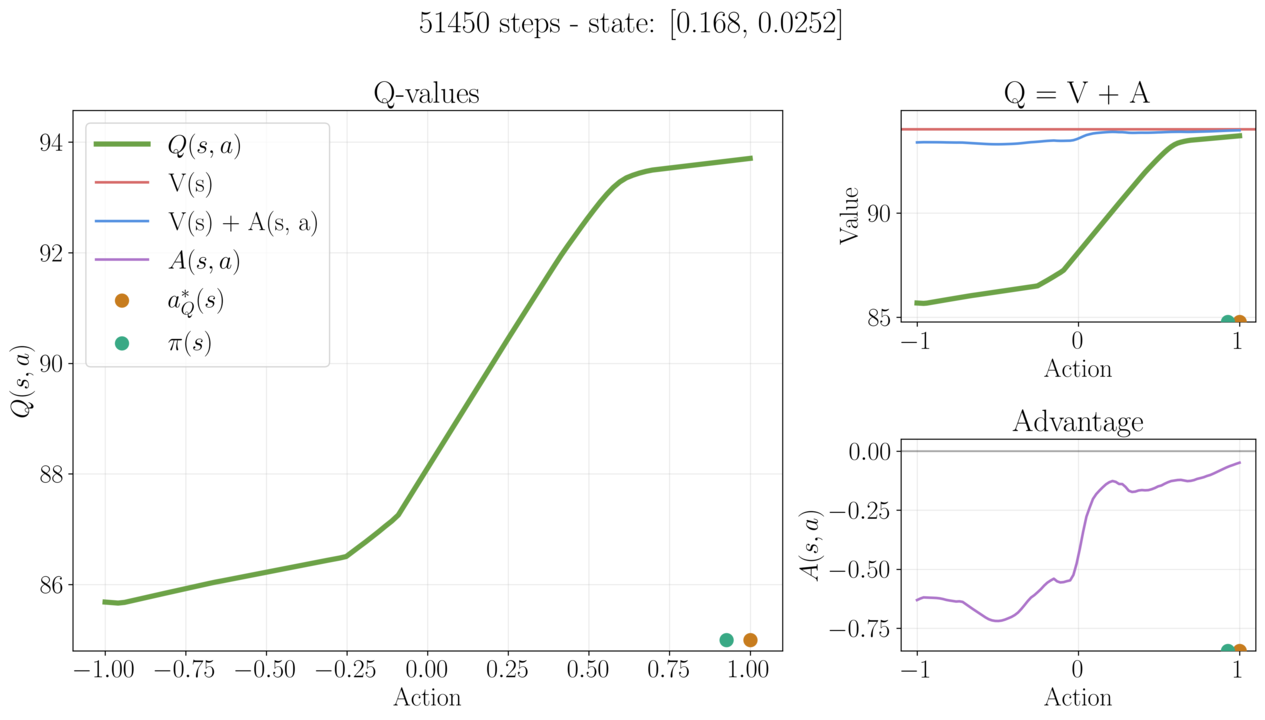 51450 steps - state: [0.168, 0.0252]
Q-values
Q(s, a)
94
92
90
88
86
Q(s, a)
V(s)
V(s) + A(s, a)
A(s, a)
a*Q(s)
π(s)
−1.00 −0.75 −0.50 −0.25 0.00 0.25 0.50 0.75 1.00
Action
Q = V + A
Value
90
85
−1 0 1
Action
Advantage
A(s, a)
0.00
−0.25
−0.50
−0.75
−1 0 1
Action